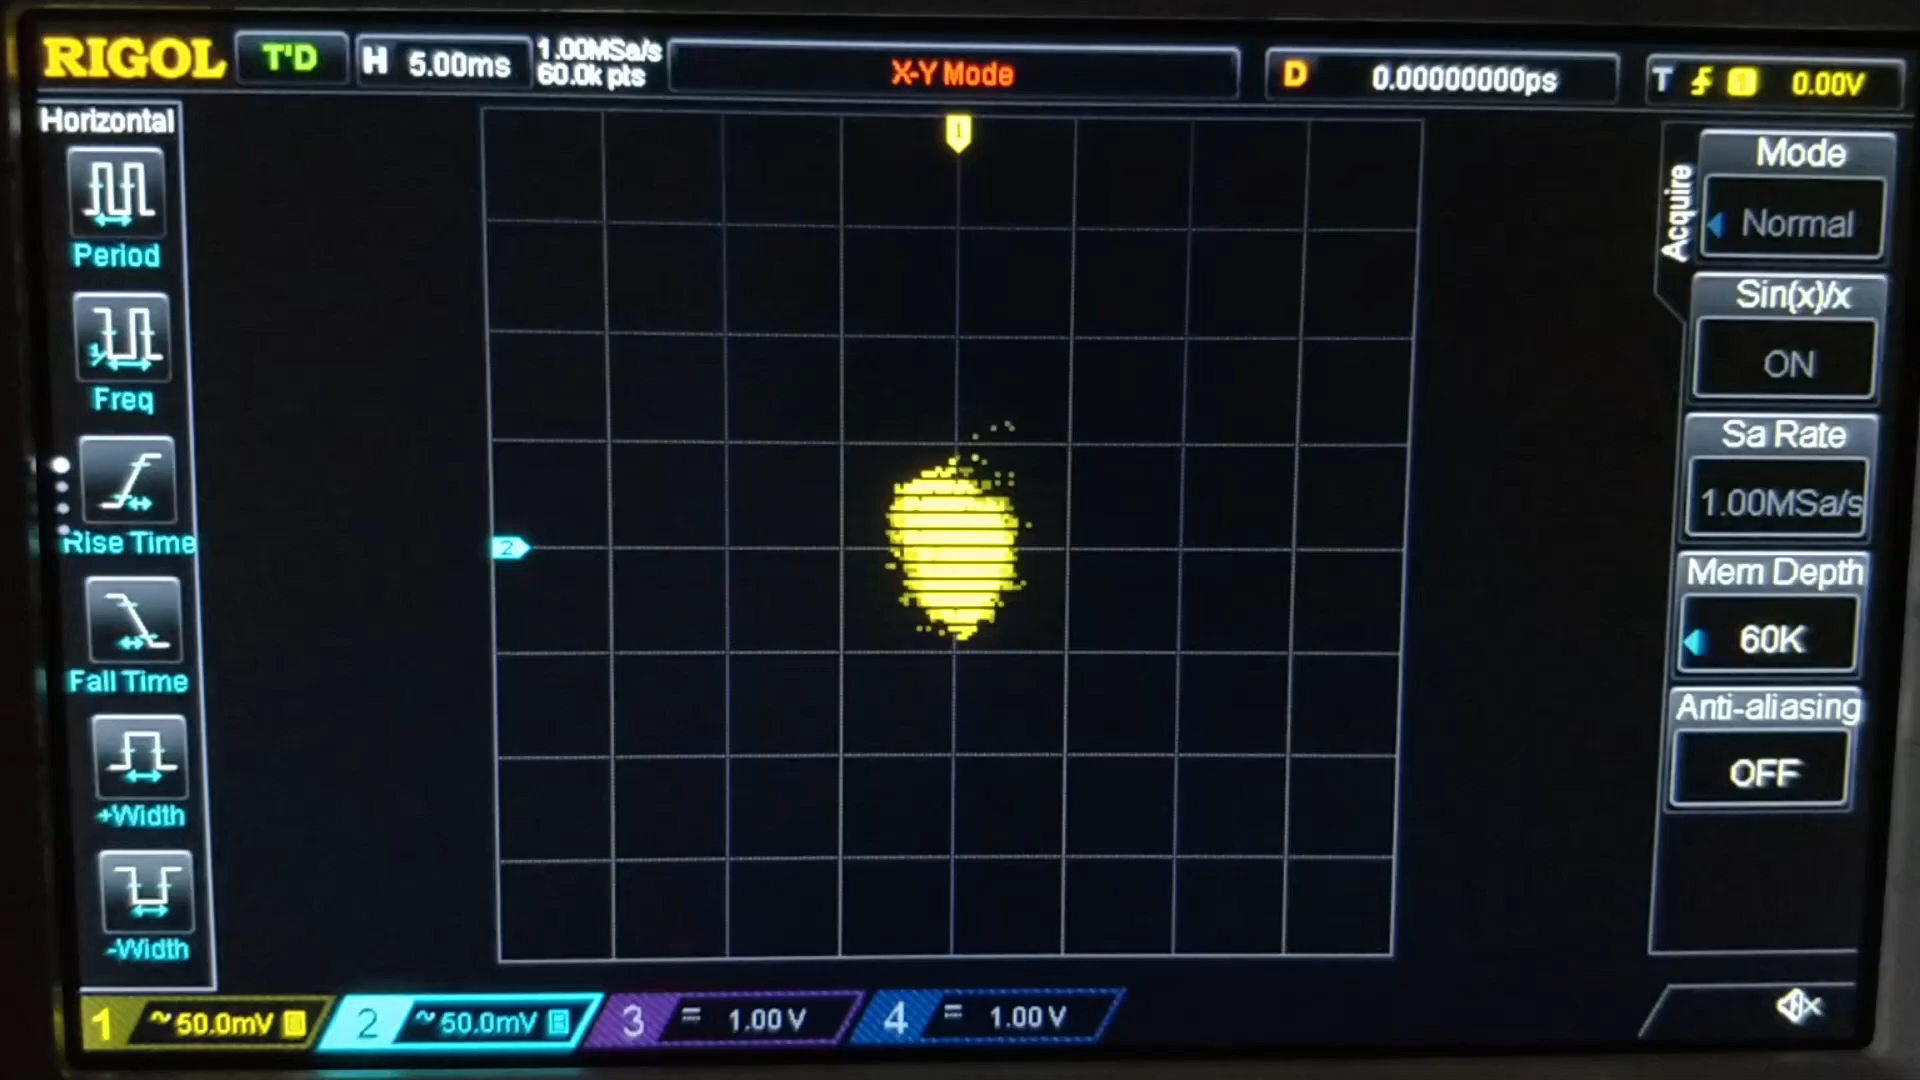 RIGOL T'D H 5.00ms 1.00MSa/s 60.0k pts X-Y Mode D 0.00000000ps T 1 0.00V
Horizontal
Period
Freq
Rise Time
Fall Time
+Width
-Width
1
2
Acquire
Mode
Normal
Sin(x)/x
ON
Sa Rate
1.00MSa/s
Mem Depth
60K
Anti-aliasing
OFF
1 ~50.0mV B 2 ~50.0mV B 3 = 1.00 V 4 = 1.00 V